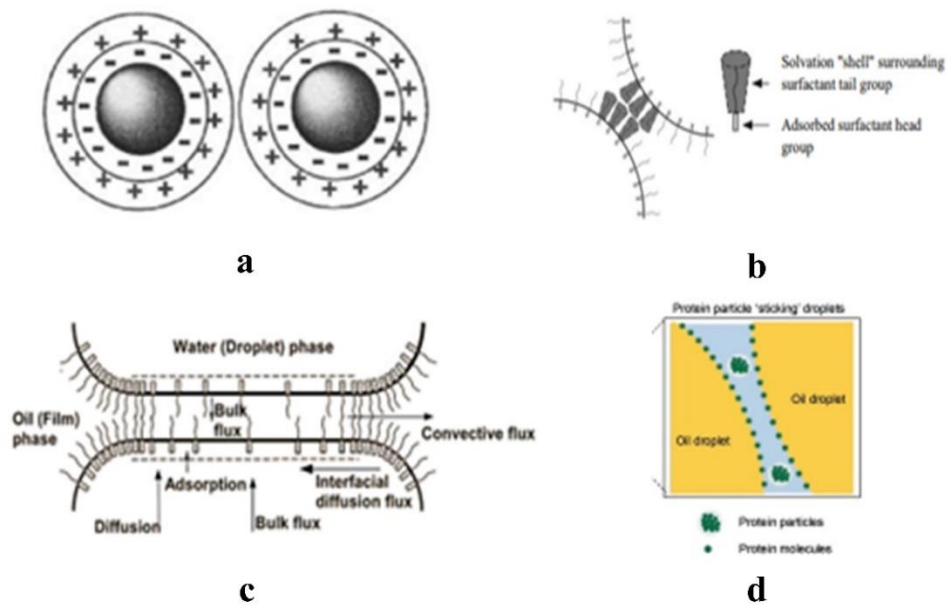 + + + + + + + + + + + + + + + +
- - - - - - - - - - - -
+ + + + + + + + + + + + + + + +
- - - - - - - - - - - -
a
Solvation "shell" surrounding
surfactant tail group
Adsorbed surfactant head
group
b
Water (Droplet) phase
Oil (Film)
phase
Bulk
flux
Convective flux
Adsorption
Interfacial
diffusion flux
Diffusion
Bulk flux
c
Protein particle 'sticking' droplets
Oil droplet
Oil droplet
Protein particles
Protein molecules
d